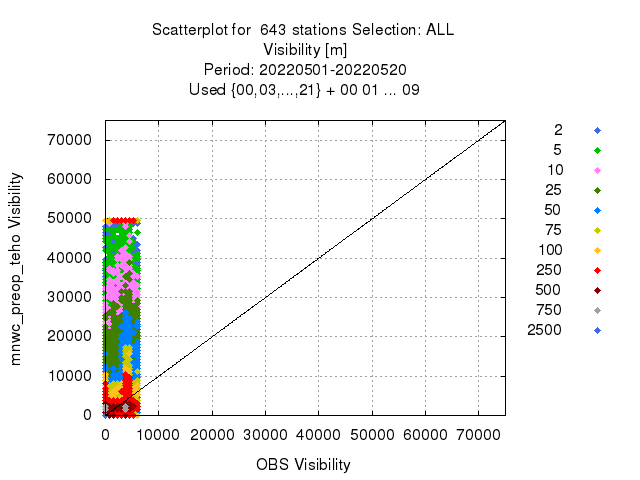 Scatterplot for  643 stations Selection: ALL
Visibility [m]
Period: 20220501-20220520
Used {00,03,...,21} + 00 01 ... 09
mnwc_preop_teho Visibility
70000
60000
50000
40000
30000
20000
10000
0
0 10000 20000 30000 40000 50000 60000 70000
OBS Visibility
2
5
10
25
50
75
100
250
500
750
2500